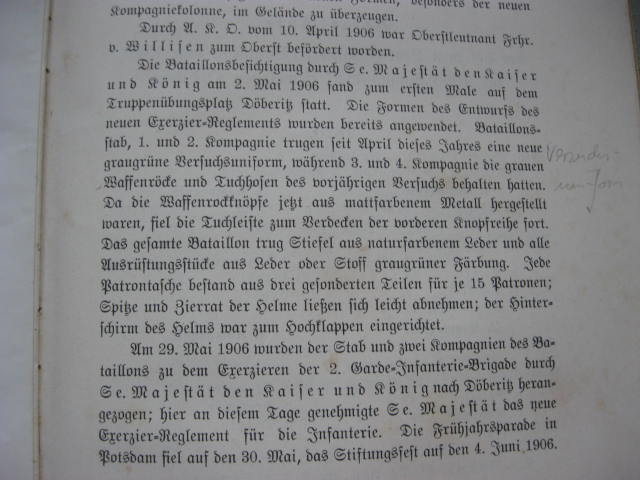 neuen Formen, besonders der neuen
Kompagniekolonne, im Gelände zu überzeugen.
Durch A. K. O. vom 10. April 1906 war Oberstleutnant Frhr.
v. Willisen zum Oberst befördert worden.
Die Bataillonsbesichtigung durch Se. Majestät den Kaiser
und König am 2. Mai 1906 fand zum ersten Male auf dem
Truppenübungsplatz Döberitz statt. Die Formen des Entwurfs des
neuen Exerzier-Reglements wurden bereits angewendet. Bataillons-
stab, 1. und 2. Kompagnie trugen seit April dieses Jahres eine neue
graugrüne Versuchsuniform, während 3. und 4. Kompagnie die grauen
Waffenröcke und Tuchhosen des vorjährigen Versuchs behalten hatten.
Da die Waffenrockknöpfe jetzt aus mattfarbenem Metall hergestellt
waren, fiel die Tuchleiste zum Verdecken der vorderen Knopfreihe fort.
Das gesamte Bataillon trug Stiefel aus naturfarbenem Leder und alle
Ausrüstungsstücke aus Leder oder Stoff graugrüner Färbung. Jede
Patrontasche bestand aus drei gesonderten Teilen für je 15 Patronen;
Spitze und Zierrat der Helme ließen sich leicht abnehmen; der Hinter-
schirm des Helms war zum Hochklappen eingerichtet.
Am 29. Mai 1906 wurden der Stab und zwei Kompagnien des Ba-
taillons zu dem Exerzieren der 2. Garde-Infanterie-Brigade durch
Se. Majestät den Kaiser und König nach Döberitz heran-
gezogen; hier an diesem Tage genehmigte Se. Majestät das neue
Exerzier-Reglement für die Infanterie. Die Frühjahrsparade in
Potsdam fiel auf den 30. Mai, das Stiftungsfest auf den 4. Juni 1906.